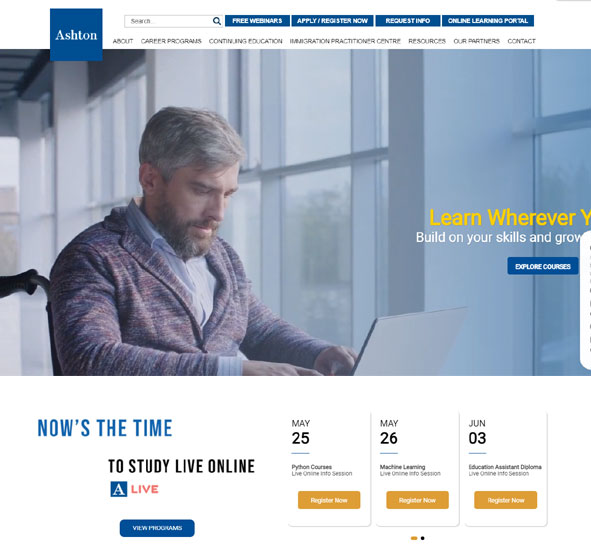 Ashton
Search...
FREE WEBINARS
APPLY / REGISTER NOW
REQUEST INFO
ONLINE LEARNING PORTAL
ABOUT
CAREER PROGRAMS
CONTINUING EDUCATION
IMMIGRATION PRACTITIONER CENTRE
RESOURCES
OUR PARTNERS
CONTACT
Learn Wherever Y
Build on your skills and grow
EXPLORE COURSES
NOW'S THE TIME
TO STUDY LIVE ONLINE
A LIVE
VIEW PROGRAMS
MAY
25
Python Courses
Live Online Info Session
Register Now
MAY
26
Machine Learning
Live Online Info Session
Register Now
JUN
03
Education Assistant Diploma
Live Online Info Session
Register Now